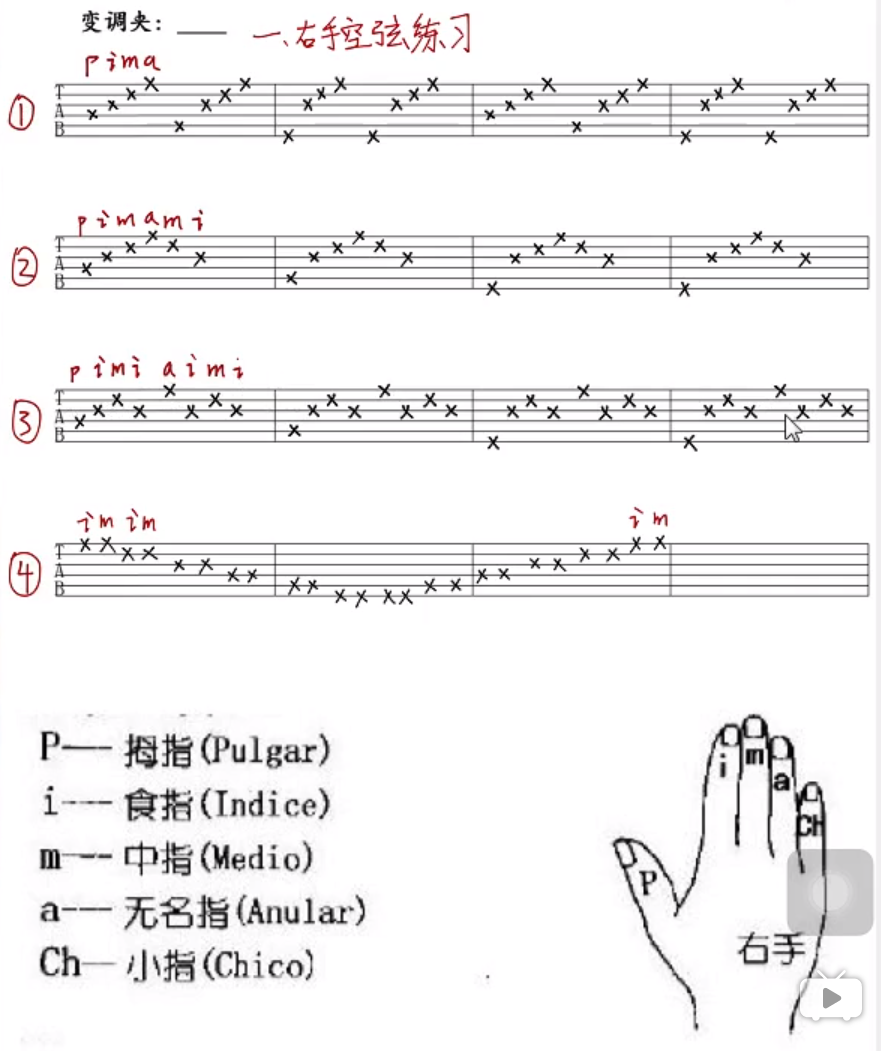 变调夹: ____ 一、右手空弦练习
p i m a
① T A B
p i m a m i
② T A B
p i m i a i m i
③ T A B
i m i m i m
④ T A B
P—— 拇指(Pulgar)
i—— 食指(Indice)
m—— 中指(Medio)
a—— 无名指(Anular)
Ch— 小指(Chico)
i m a Ch
P
右手